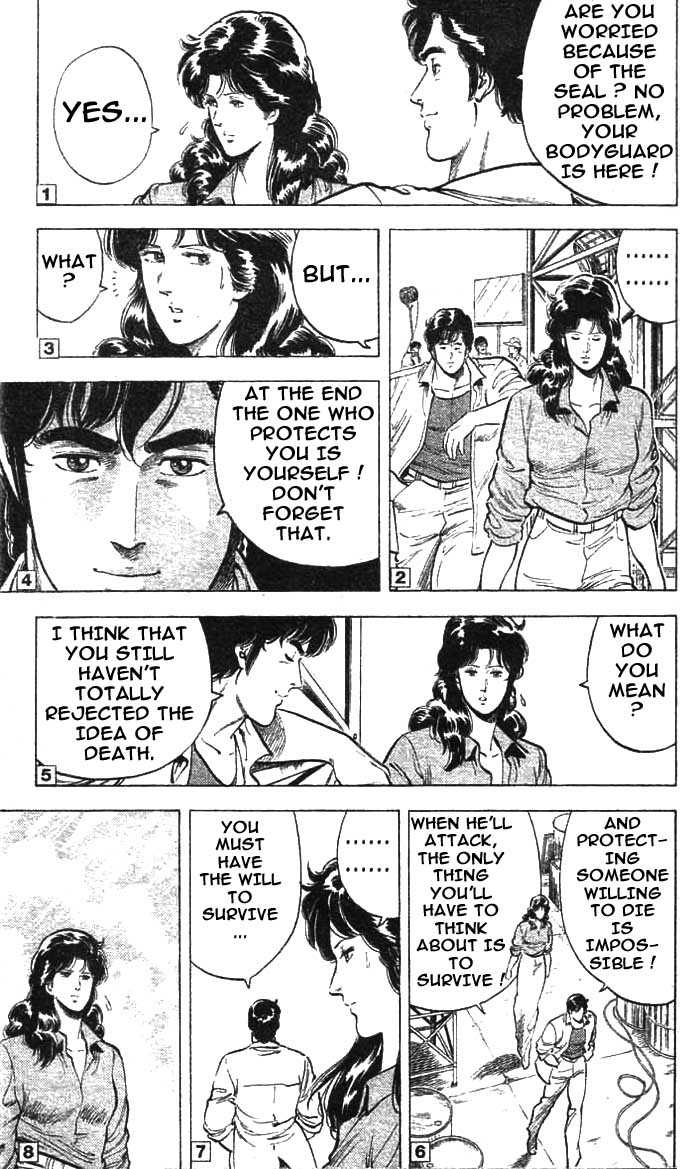 ARE YOU
WORRIED
BECAUSE
OF THE
SEAL ? NO
PROBLEM,
YOUR
BODYGUARD
IS HERE !
YES...
1
......
......
2
BUT...
WHAT
?
3
AT THE END
THE ONE WHO
PROTECTS
YOU IS
YOURSELF !
DON'T
FORGET
THAT.
4
WHAT
DO
YOU
MEAN
?
I THINK THAT
YOU STILL
HAVEN'T
TOTALLY
REJECTED THE
IDEA OF
DEATH.
5
AND
PROTECT-
ING
SOMEONE
WILLING
TO DIE
IS
IMPOS-
SIBLE !
WHEN HE'LL
ATTACK,
THE ONLY
THING
YOU'LL
HAVE TO
THINK
ABOUT IS
TO
SURVIVE !
6
......
......
YOU
MUST
HAVE
THE WILL
TO
SURVIVE
...
7
8